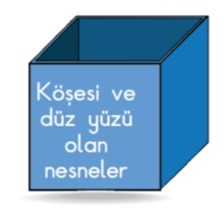 Köşesi ve
düz yüzü
olan
nesneler